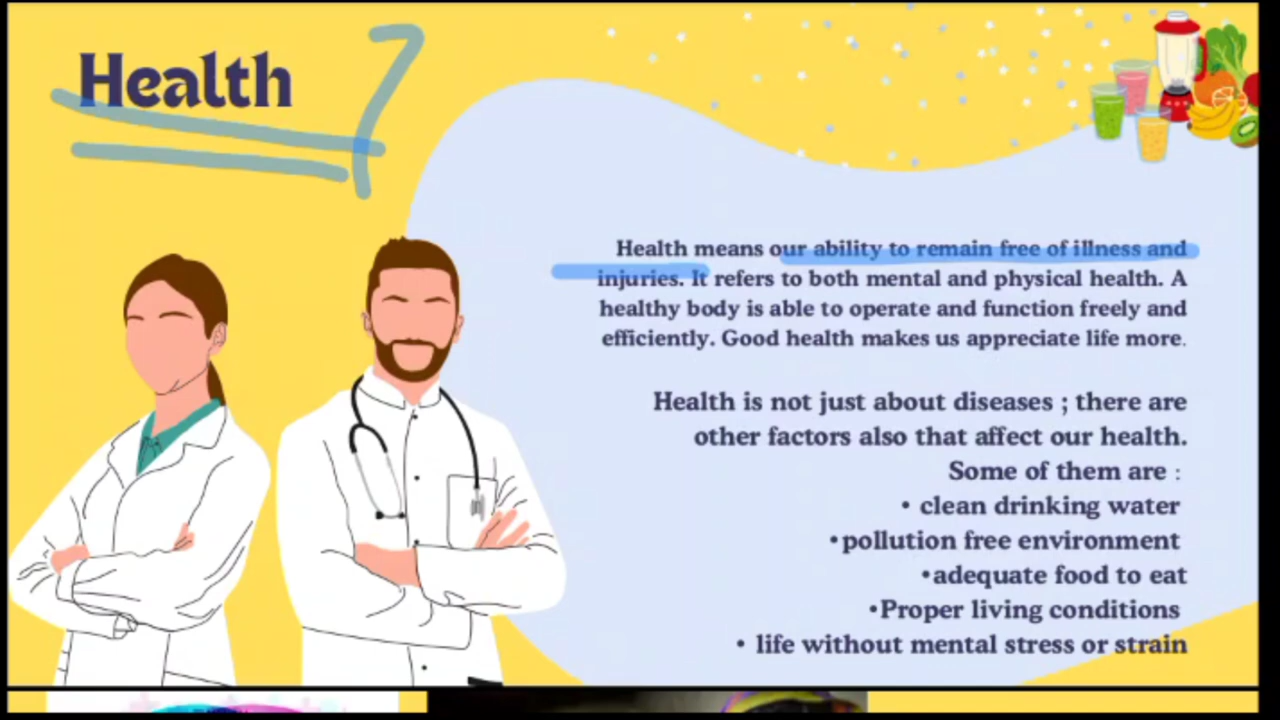 Health
Health means our ability to remain free of illness and
injuries. It refers to both mental and physical health. A
healthy body is able to operate and function freely and
efficiently. Good health makes us appreciate life more.
Health is not just about diseases ; there are
other factors also that affect our health.
Some of them are :
• clean drinking water
•pollution free environment
•adequate food to eat
•Proper living conditions
• life without mental stress or strain